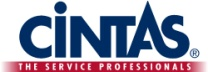 CiNTAS®
THE SERVICE PROFESSIONALS